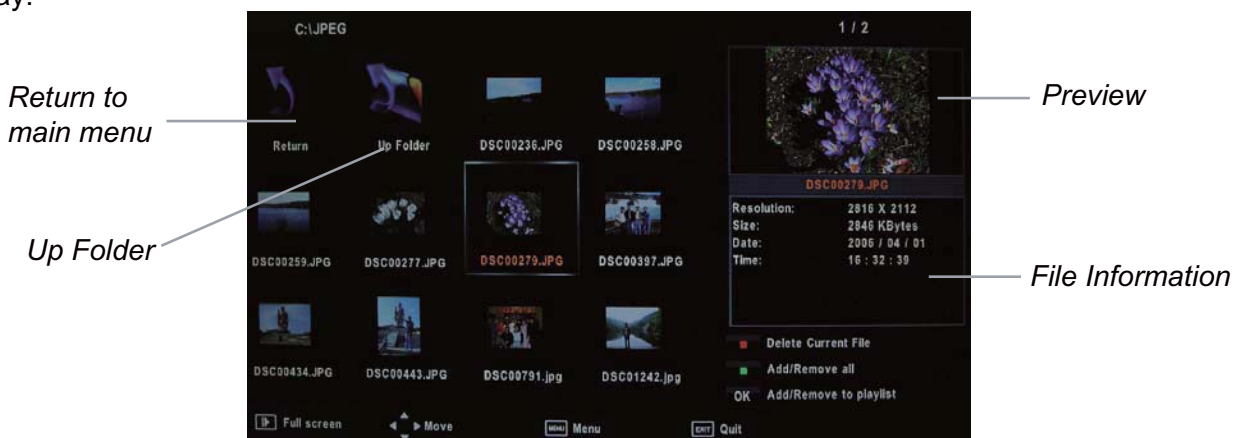 ay.
C:\JPEG
1 / 2
Return to
main menu
Preview
Return
Up Folder
DSC00236.JPG
DSC00258.JPG
DSC00279.JPG
Resolution: 2816 X 2112
Size: 2846 KBytes
Date: 2006 / 04 / 01
Time: 16 : 32 : 39
Up Folder
DSC00259.JPG
DSC00277.JPG
DSC00279.JPG
DSC00397.JPG
File Information
Delete Current File
Add/Remove all
OK Add/Remove to playlist
DSC00434.JPG
DSC00443.JPG
DSC00791.jpg
DSC01242.jpg
Full screen
Move
MENU Menu
EXIT Quit